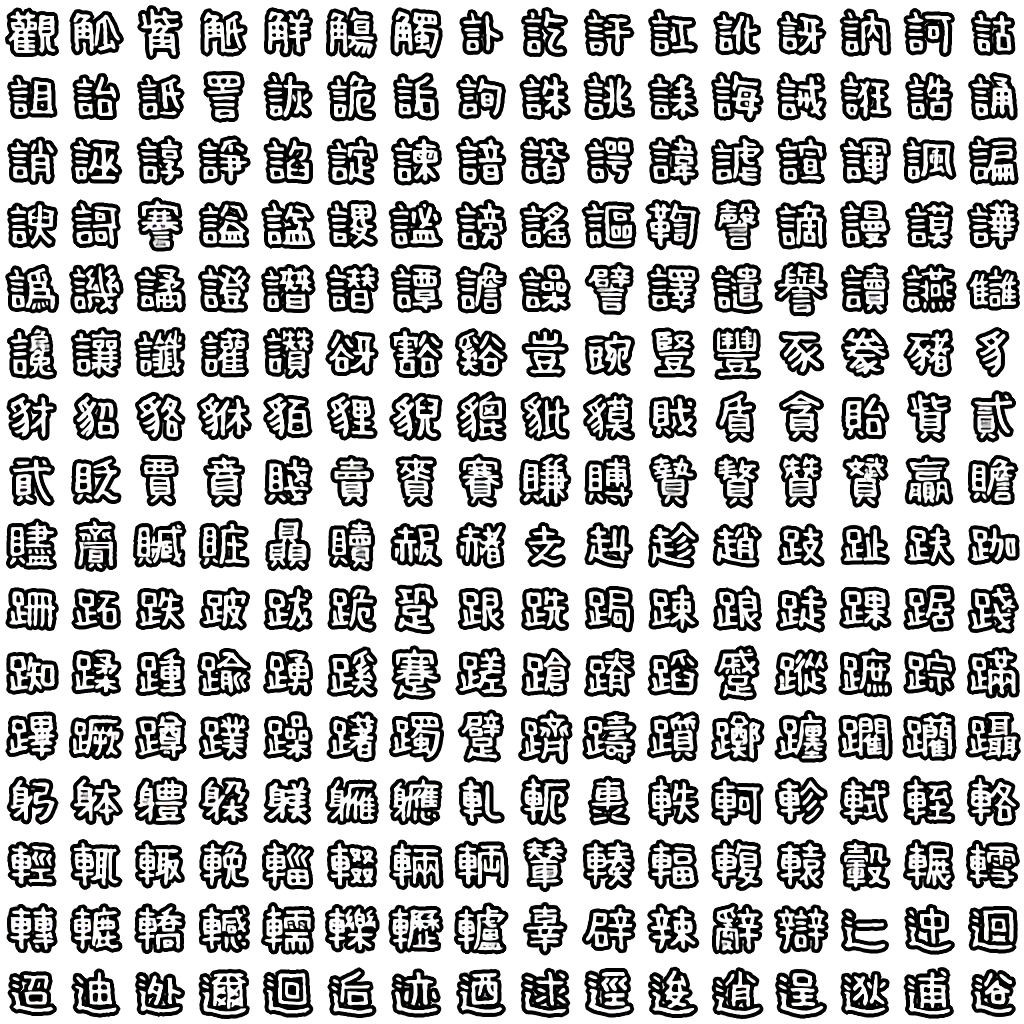 觀觚觜觝觧觴觸訃訖訐訌訛訝訥訶詁
詛詒詆詈詼詭詬詢誅誂誄誨誡誑誥誦
誚誣諄諍諂諚諫諳諧諤諱謔諠諢諷諞
諛謌謇謚諡謖謐謗謠謳鞫謦謫謾謨譁
譌譏譎證譖譛譚譫譟譬譯譴譽讀讌讎
讒讓讖讙讚谺豁谿豈豌豎豐豕豢豬豸
豺貂貉貅貊貍貎貔豼貘戝貭貪貽貲貳
貮貶賈賁賤賣賚賽賺賻贄贅贊贇贏贍
贐齎贓賍贔贖赧赭赱赳趁趙跂趾趺跏
跚跖跌跛跋跪跫跟跣跼踈踉跿踝踞踐
踟蹂踵踰踴蹊蹇蹉蹌蹐蹈蹙蹤蹠踪蹣
蹕蹶蹲蹼躁躇躅躄躋躊躓躑躔躙躪躡
躬躰軆躱躾軅軈軋軛軣軼軻軫軾輊輅
輕輒輙輓輜輟輛輌輦輳輻輹轅轂輾轌
轉轆轎轗轜轢轣轤辜辟辣辭辯辷迚迥
迢迪迯邇迴逅迹迺逑逕逡逍逞逖逋逧